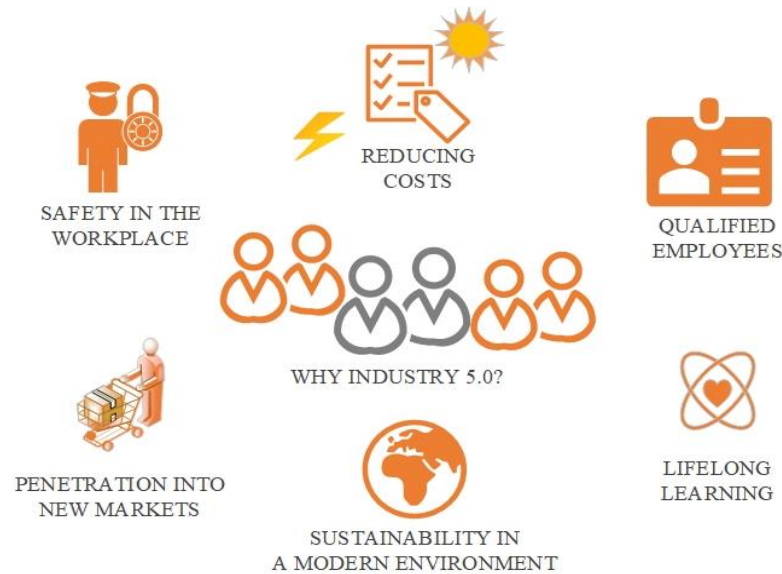 REDUCING
COSTS
SAFETY IN THE
WORKPLACE
QUALIFIED
EMPLOYEES
WHY INDUSTRY 5.0?
PENETRATION INTO
NEW MARKETS
LIFELONG
LEARNING
SUSTAINABILITY IN
A MODERN ENVIRONMENT